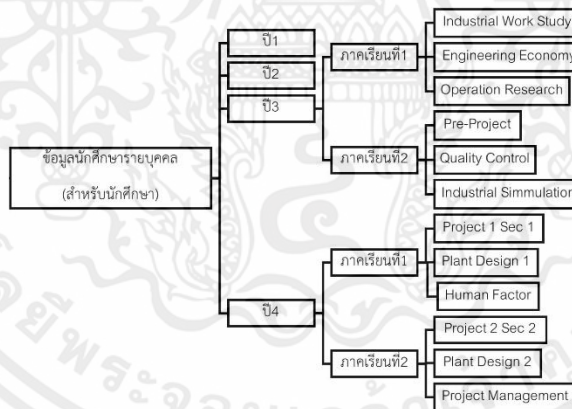 ข้อมูลนักศึกษารายบุคคล
(สำหรับนักศึกษา)
ปี1
ปี2
ปี3
ภาคเรียนที่1
Industrial Work Study
Engineering Economy
Operation Research
ภาคเรียนที่2
Pre-Project
Quality Control
Industrial Simmulation
ปี4
ภาคเรียนที่1
Project 1 Sec 1
Plant Design 1
Human Factor
ภาคเรียนที่2
Project 2 Sec 2
Plant Design 2
Project Management